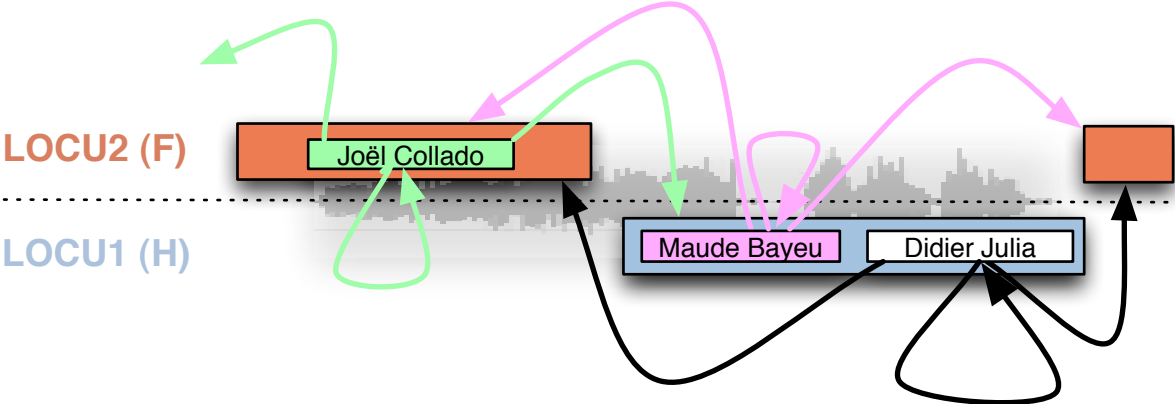 LOCU2 (F)
Joël Collado
LOCU1 (H)
Maude Bayeu
Didier Julia